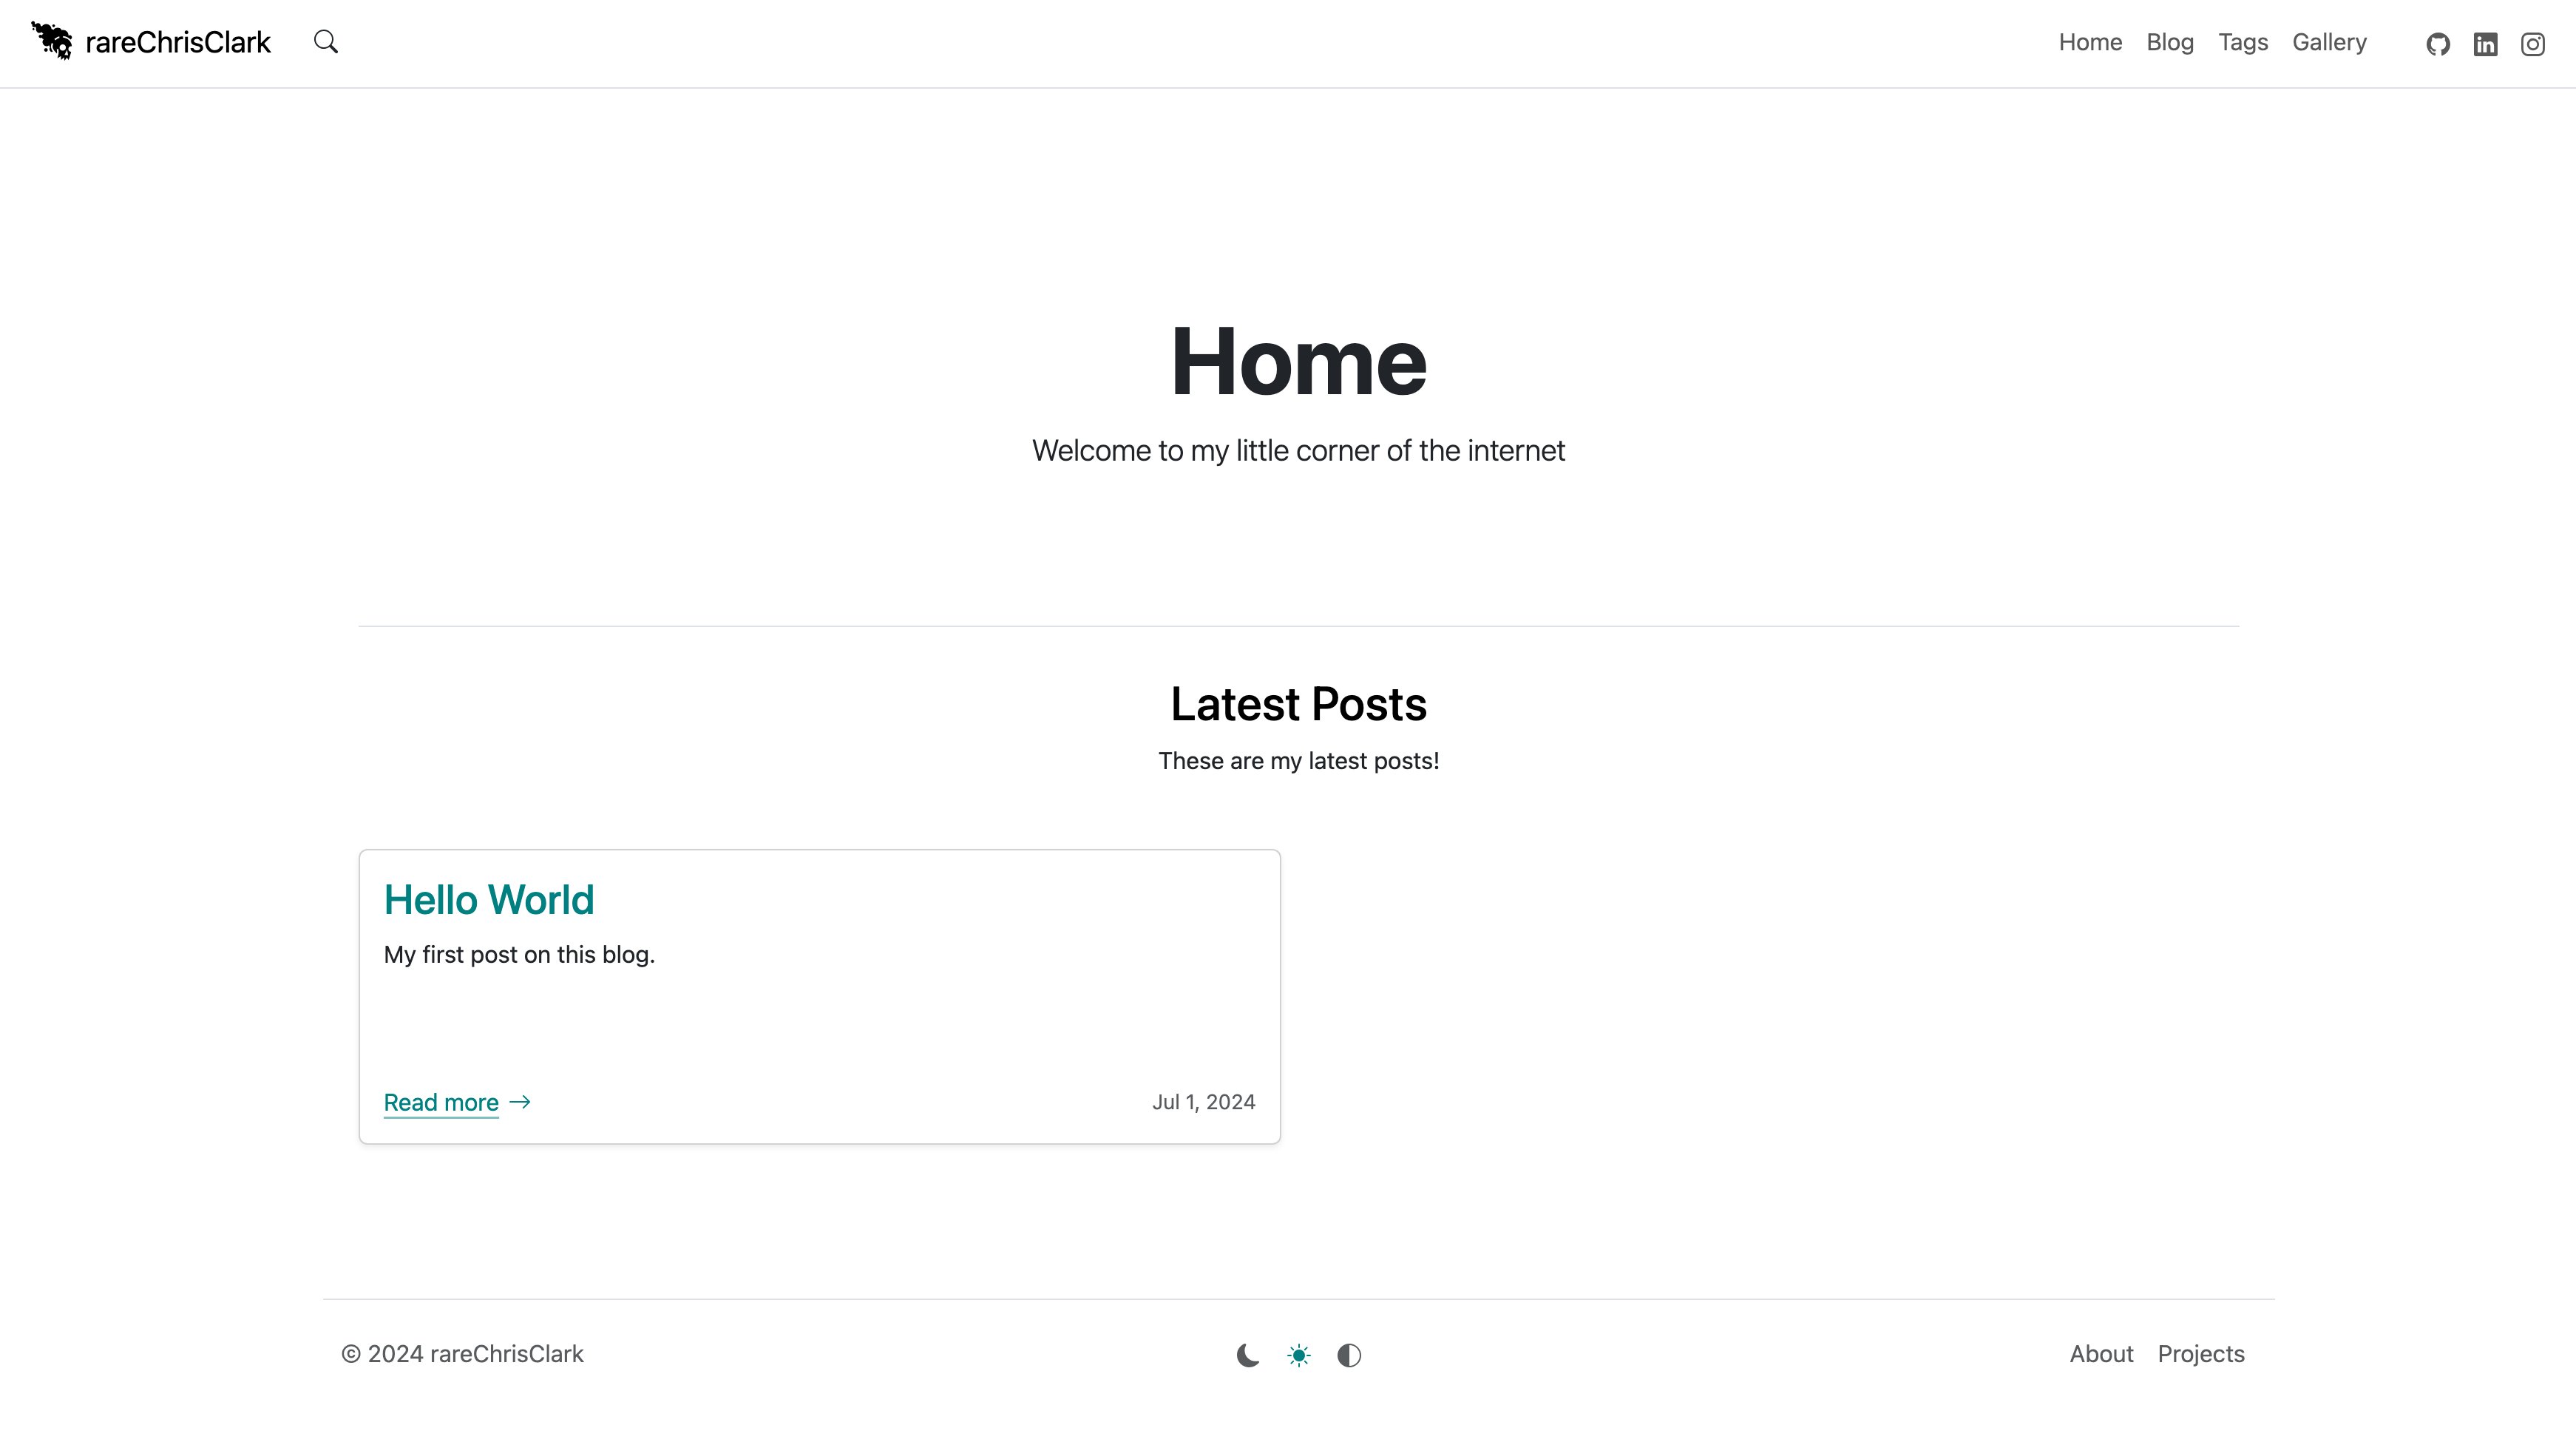 rareChrisClark
Home Blog Tags Gallery
Home
Welcome to my little corner of the internet
Latest Posts
These are my latest posts!
Hello World
My first post on this blog.
Read more → Jul 1, 2024
© 2024 rareChrisClark
About Projects